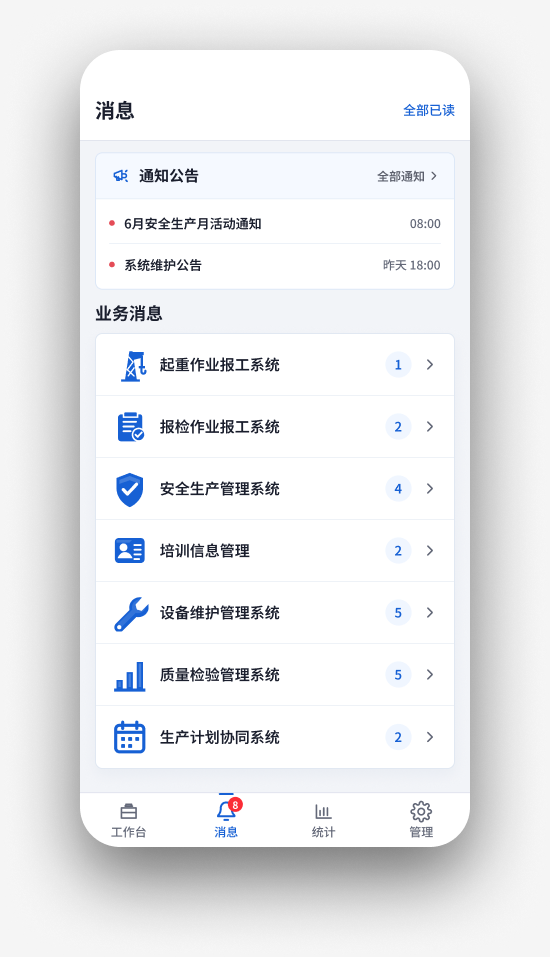 消息 全部已读
通知公告 全部通知
6月安全生产月活动通知 08:00
系统维护公告 昨天 18:00
业务消息
起重作业报工系统 1
报检作业报工系统 2
安全生产管理系统 4
培训信息管理 2
设备维护管理系统 5
质量检验管理系统 5
生产计划协同系统 2
8
工作台 消息 统计 管理